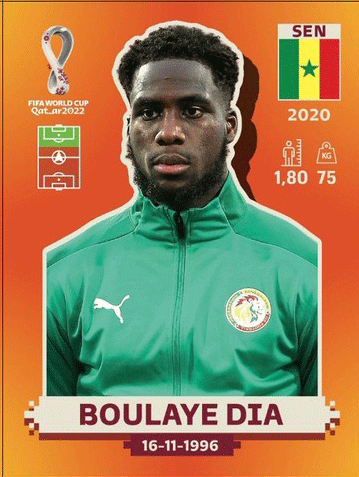 SEN
FIFA WORLD CUP
Qatar2022
2020
KG
1,80 75
BOULAYE DIA
16-11-1996